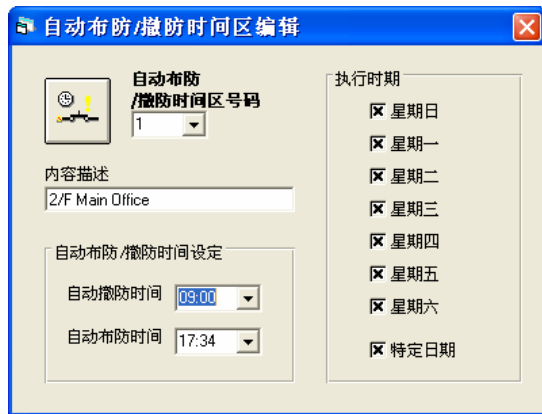 自动布防/撤防时间区编辑
自动布防
/撤防时间区号码
1
内容描述
2/F Main Office
自动布防/撤防时间设定
自动撤防时间 09:00
自动布防时间 17:34
执行时期
星期日
星期一
星期二
星期三
星期四
星期五
星期六
特定日期